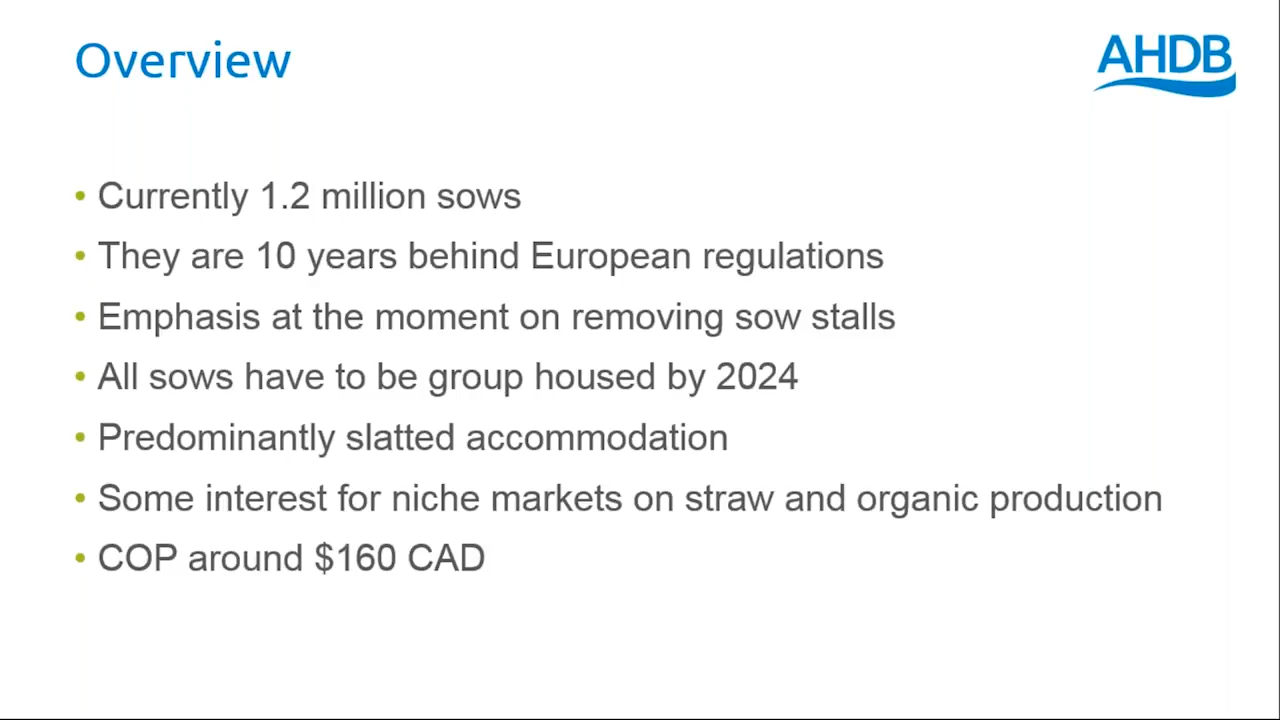 Overview
AHDB
• Currently 1.2 million sows
• They are 10 years behind European regulations
• Emphasis at the moment on removing sow stalls
• All sows have to be group housed by 2024
• Predominantly slatted accommodation
• Some interest for niche markets on straw and organic production
• COP around $160 CAD